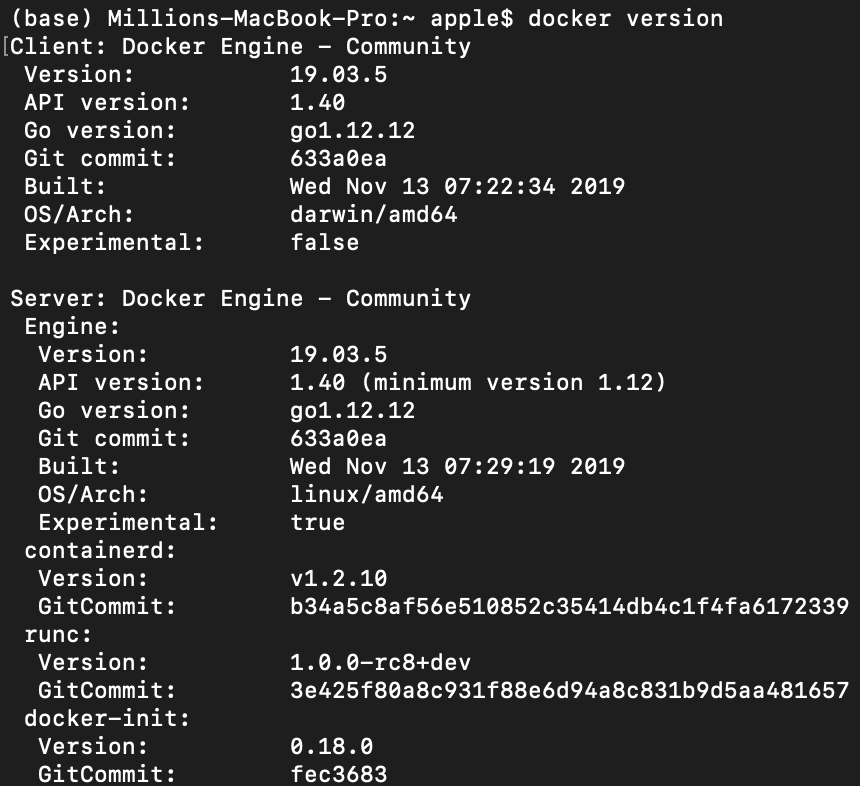 (base) Millions-MacBook-Pro:~ apple$ docker version
[Client: Docker Engine - Community
 Version:           19.03.5
 API version:       1.40
 Go version:        go1.12.12
 Git commit:        633a0ea
 Built:             Wed Nov 13 07:22:34 2019
 OS/Arch:           darwin/amd64
 Experimental:      false

Server: Docker Engine - Community
 Engine:
  Version:          19.03.5
  API version:      1.40 (minimum version 1.12)
  Go version:       go1.12.12
  Git commit:       633a0ea
  Built:            Wed Nov 13 07:29:19 2019
  OS/Arch:          linux/amd64
  Experimental:     true
 containerd:
  Version:          v1.2.10
  GitCommit:        b34a5c8af56e510852c35414db4c1f4fa6172339
 runc:
  Version:          1.0.0-rc8+dev
  GitCommit:        3e425f80a8c931f88e6d94a8c831b9d5aa481657
 docker-init:
  Version:          0.18.0
  GitCommit:        fec3683